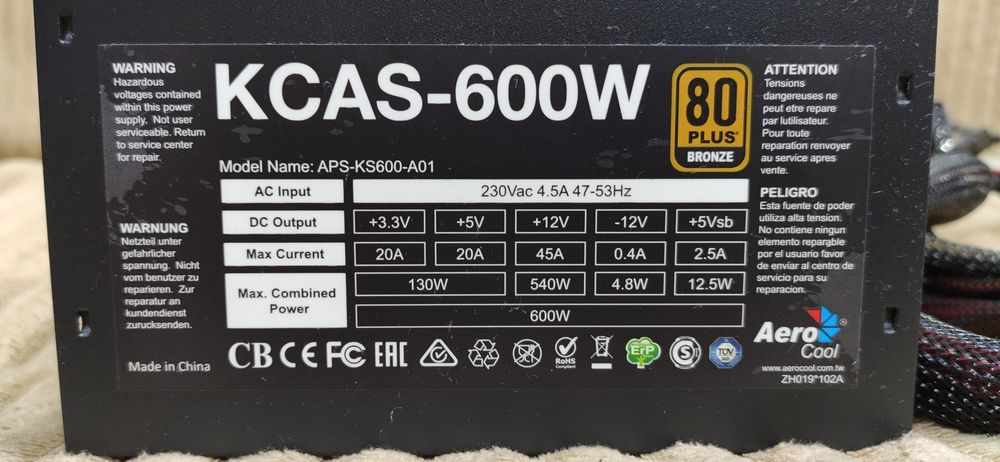 WARNING
Hazardous
voltages contained
within this power
supply. Not user
serviceable. Return
to service center
for repair.
WARNUNG
Netzteil unter
gefahrlicher
spannung. Nicht
vom benutzer zu
reparieren. Zur
reparatur an
kundendienst
zurucksenden.
Made in China
KCAS-600W
80
PLUS®
BRONZE
Model Name: APS-KS600-A01
AC Input 230Vac 4.5A 47-53Hz
DC Output +3.3V +5V +12V -12V +5Vsb
Max Current 20A 20A 45A 0.4A 2.5A
Max. Combined
Power
130W 540W 4.8W 12.5W
600W
CB CE FC EAC RoHS
Compliant
ErP S TÜV
ATTENTION
Tensions
dangereuses ne
peut etre repare
par lutilisateur.
Pour toute
reparation renvoyer
au service apres
vente.
PELIGRO
Esta fuente de poder
utiliza alta tension.
No contiene ningun
elemento reparable
por el usuario favor
de enviar al centro de
servicio para su
reparacion.
Aero
Cool®
www.aerocool.com.tw
ZH019*102A